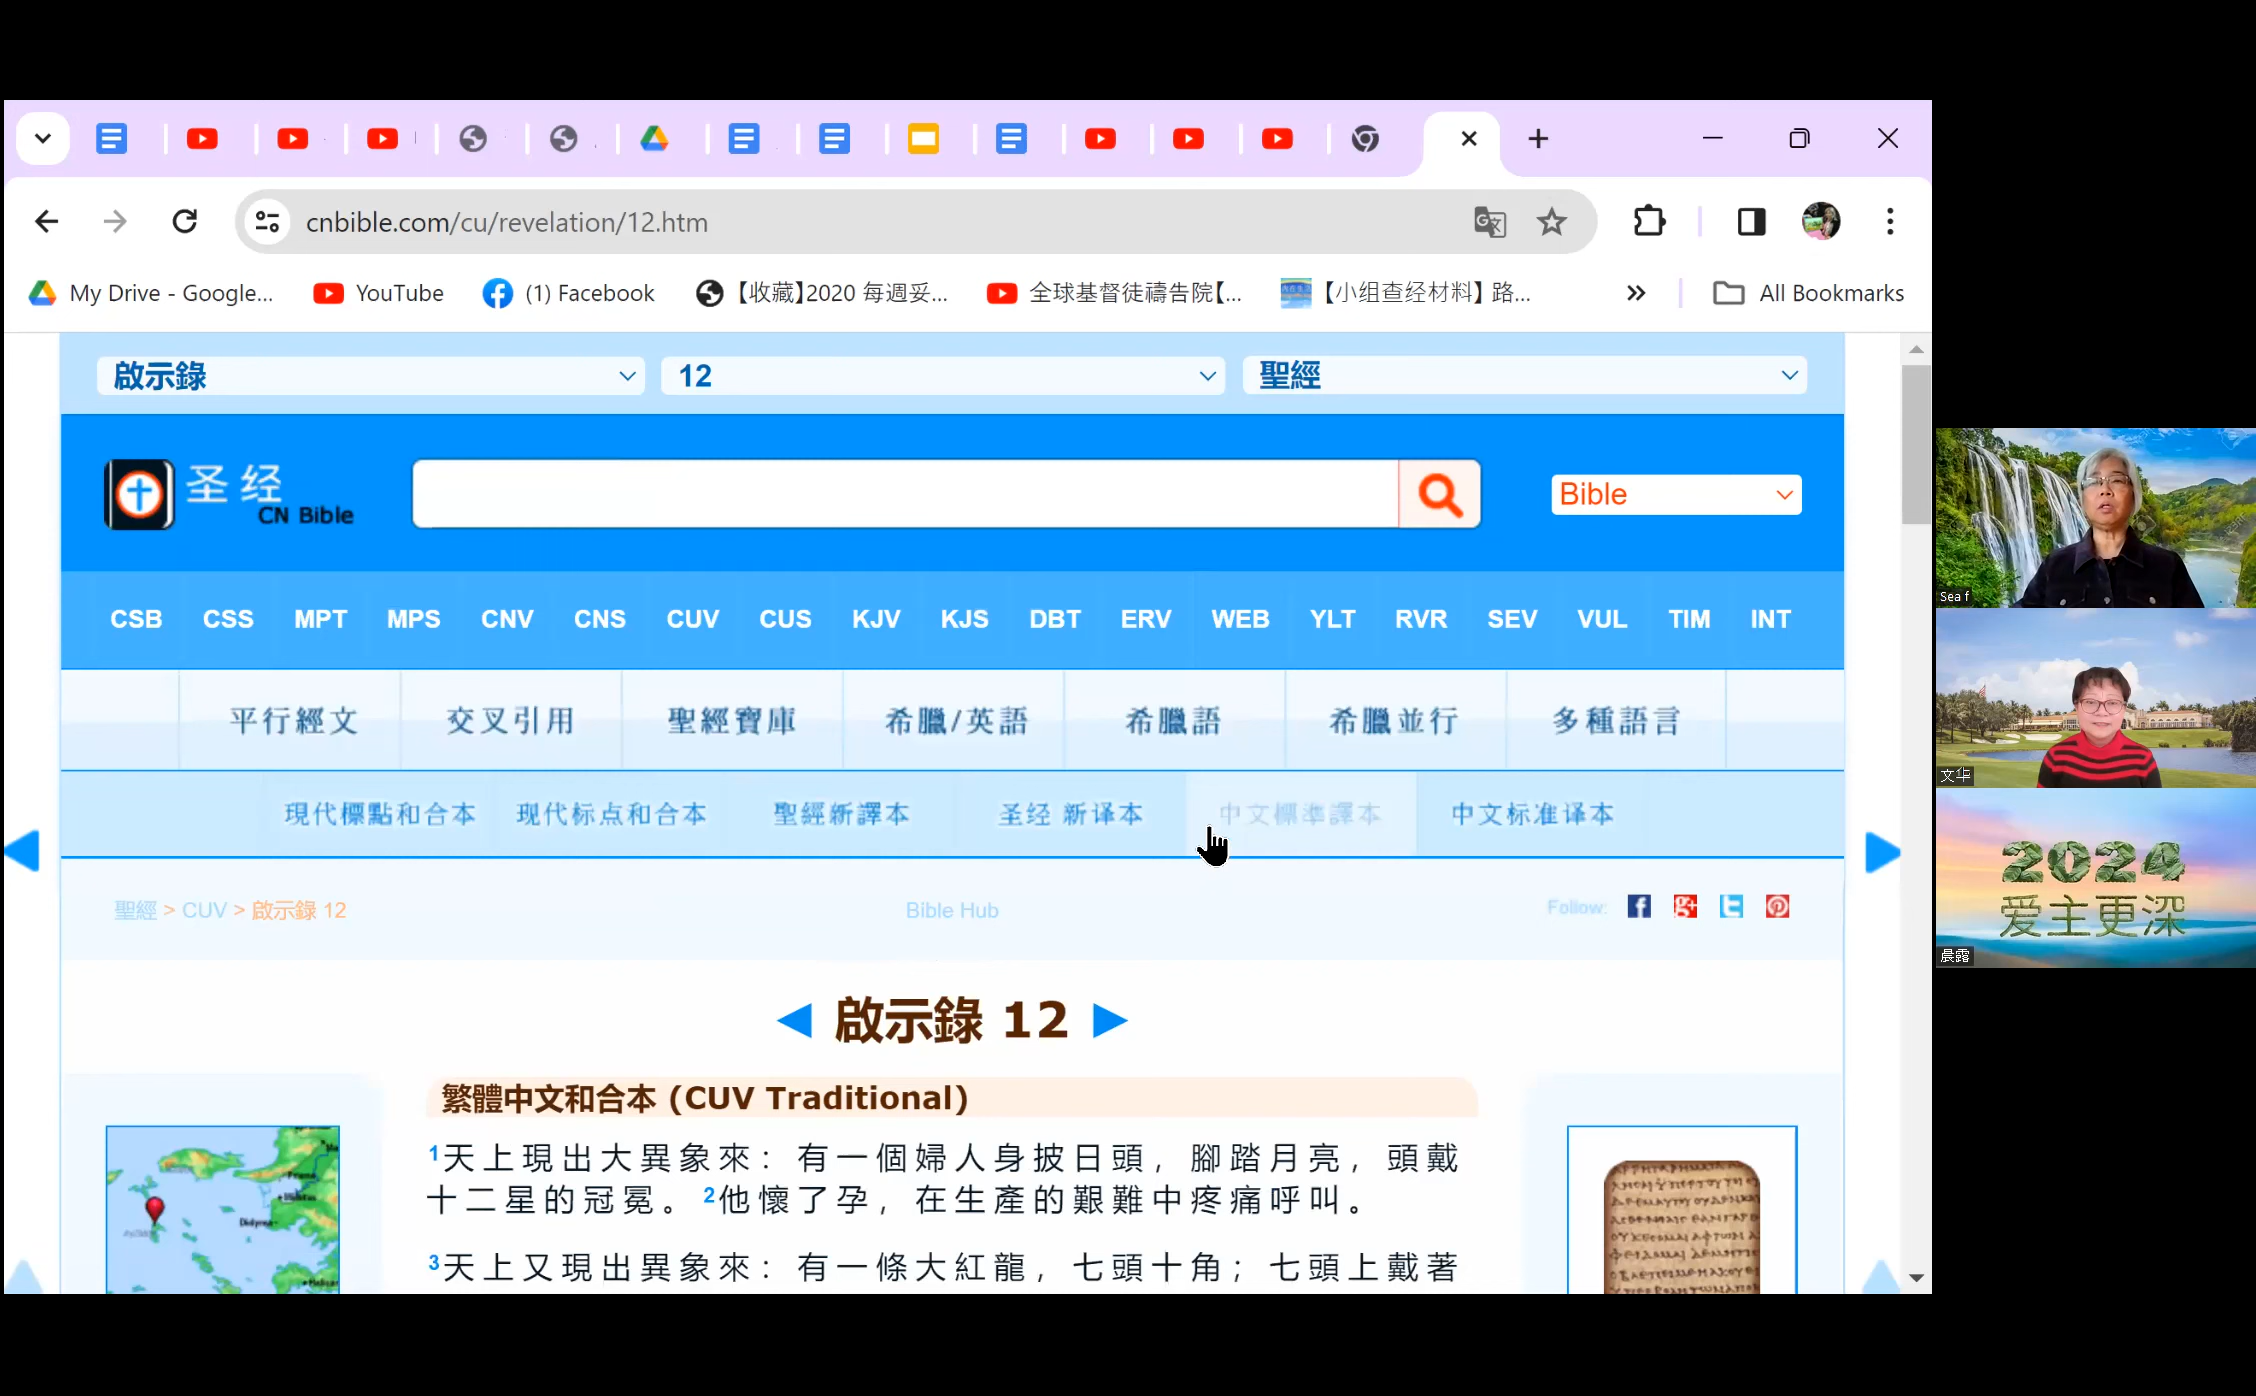 cnbible.com/cu/revelation/12.htm
My Drive - Google... YouTube (1) Facebook 【收藏】2020 每週妥... 全球基督徒禱告院【... 【小组查经材料】路... » All Bookmarks
啟示錄 12 聖經
圣经
CN Bible
Bible
CSB CSS MPT MPS CNV CNS CUV CUS KJV KJS DBT ERV WEB YLT RVR SEV VUL TIM INT
平行經文 交叉引用 聖經寶庫 希臘/英語 希臘語 希臘並行 多種語言
現代標點和合本 现代标点和合本 聖經新譯本 圣经 新译本 中文標準譯本 中文标准译本
聖經 > CUV > 啟示錄 12 Bible Hub Follow:
啟示錄 12
繁體中文和合本 (CUV Traditional)
1天上現出大異象來：有一個婦人身披日頭，腳踏月亮，頭戴
十二星的冠冕。 2他懷了孕，在生產的艱難中疼痛呼叫。
3天上又現出異象來：有一條大紅龍，七頭十角；七頭上戴著
Sea f
文华
2024
爱主更深
晨露